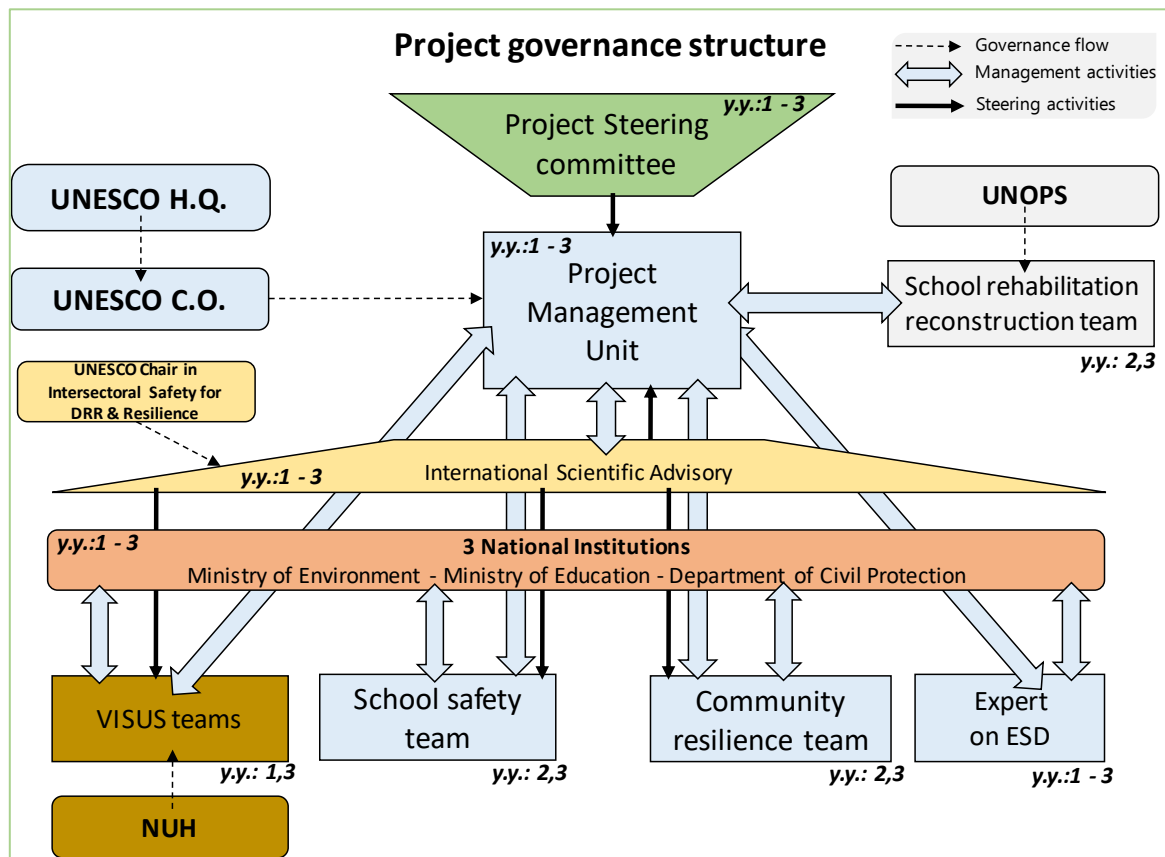 Project governance structure
Governance flow
Management activities
Steering activities
y.y.:1 - 3
Project Steering
committee
UNESCO H.Q.
UNOPS
y.y.:1 - 3
Project
Management
Unit
UNESCO C.O.
School rehabilitation
reconstruction team
y.y.: 2,3
UNESCO Chair in
Intersectoral Safety for
DRR & Resilience
y.y.:1 - 3
International Scientific Advisory
y.y.:1 - 3
3 National Institutions
Ministry of Environment - Ministry of Education - Department of Civil Protection
VISUS teams
y.y.: 1,3
School safety
team
y.y.: 2,3
Community
resilience team
y.y.: 2,3
Expert
on ESD
y.y.:1 - 3
NUH